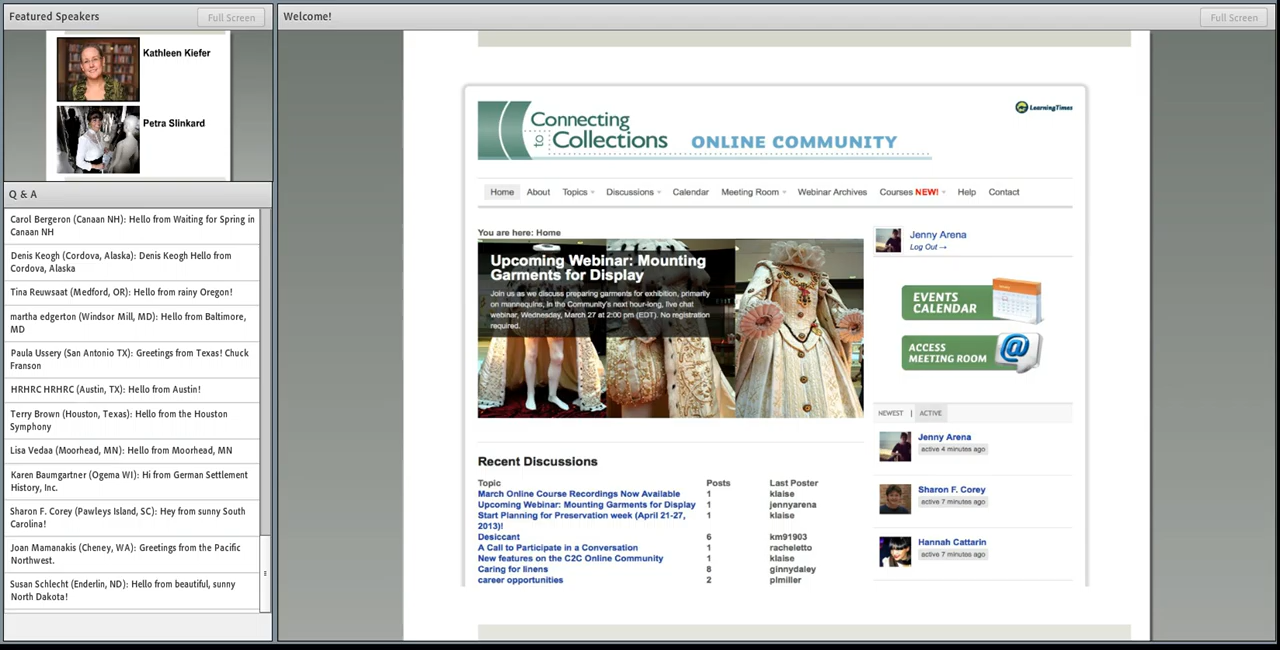 Featured Speakers
Full Screen
Kathleen Kiefer
Petra Slinkard
Q & A
Carol Bergeron (Canaan NH): Hello from Waiting for Spring in
Canaan NH
Denis Keogh (Cordova, Alaska): Denis Keogh Hello from
Cordova, Alaska
Tina Reuwsaat (Medford, OR): Hello from rainy Oregon!
martha edgerton (Windsor Mill, MD): Hello from Baltimore,
MD
Paula Ussery (San Antonio TX): Greetings from Texas! Chuck
Franson
HRHRC HRHRC (Austin, TX): Hello from Austin!
Terry Brown (Houston, Texas): Hello from the Houston
Symphony
Lisa Vedaa (Moorhead, MN): Hello from Moorhead, MN
Karen Baumgartner (Ogema WI): Hi from German Settlement
History, Inc.
Sharon F. Corey (Pawleys Island, SC): Hey from sunny South
Carolina!
Joan Mamanakis (Cheney, WA): Greetings from the Pacific
Northwest.
Susan Schlecht (Enderlin, ND): Hello from beautiful, sunny
North Dakota!
Welcome!
Full Screen
Connecting
to Collections ONLINE COMMUNITY
LearningTimes
Home About Topics Discussions Calendar Meeting Room Webinar Archives Courses NEW! Help Contact
You are here: Home
Upcoming Webinar: Mounting
Garments for Display
Join us as we discuss preparing garments for exhibition, primarily
on mannequins, in the Community's next hour-long, live chat
webinar, Wednesday, March 27 at 2:00 pm (EDT). No registration
required.
Jenny Arena
Log Out →
EVENTS
CALENDAR
ACCESS
MEETING ROOM
NEWEST | ACTIVE
Jenny Arena
active 4 minutes ago
Sharon F. Corey
active 7 minutes ago
Hannah Cattarin
active 7 minutes ago
Recent Discussions
Topic Posts Last Poster
March Online Course Recordings Now Available 1 klaise
Upcoming Webinar: Mounting Garments for Display 1 jennyarena
Start Planning for Preservation week (April 21-27, 1 klaise
2013)!
Desiccant 6 km91903
A Call to Participate in a Conversation 1 racheletto
New features on the C2C Online Community 1 klaise
Caring for linens 8 ginnydaley
career opportunities 2 plmiller